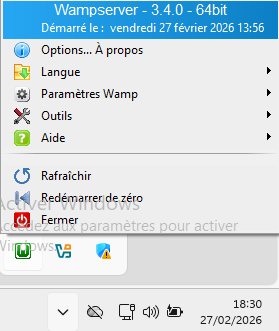 Wampserver - 3.4.0 - 64bit
Démarré le : vendredi 27 février 2026 13:56
Options... À propos
Langue
Paramètres Wamp
Outils
Aide
Rafraîchir
Activer Windows
Redémarrer de zéro
Accédez aux paramètres pour activer
Fermer
Windows.
18:30
27/02/2026